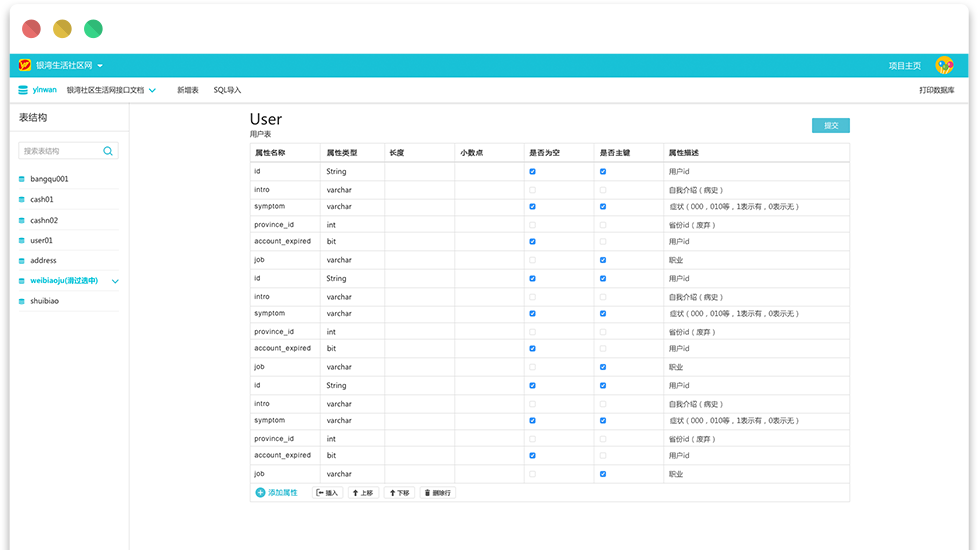 银湾生活社区网
项目主页
yinwan 银湾社区生活网接口文档 新增表 SQL导入 打印数据库
表结构
搜索表结构
bangqu001
cash01
cashn02
user01
address
weibiaoju(滑过选中)
shuibiao
User
用户表
提交
属性名称 属性类型 长度 小数点 是否为空 是否主键 属性描述
id String 用户id
intro varchar 自我介绍（病史）
symptom varchar 症状（000，010等，1表示有，0表示无）
province_id int 省份id（废弃）
account_expired bit 用户id
job varchar 职业
id String 用户id
intro varchar 自我介绍（病史）
symptom varchar 症状（000，010等，1表示有，0表示无）
province_id int 省份id（废弃）
account_expired bit 用户id
job varchar 职业
id String 用户id
intro varchar 自我介绍（病史）
symptom varchar 症状（000，010等，1表示有，0表示无）
province_id int 省份id（废弃）
account_expired bit 用户id
job varchar 职业
添加属性 插入 上移 下移 删除行